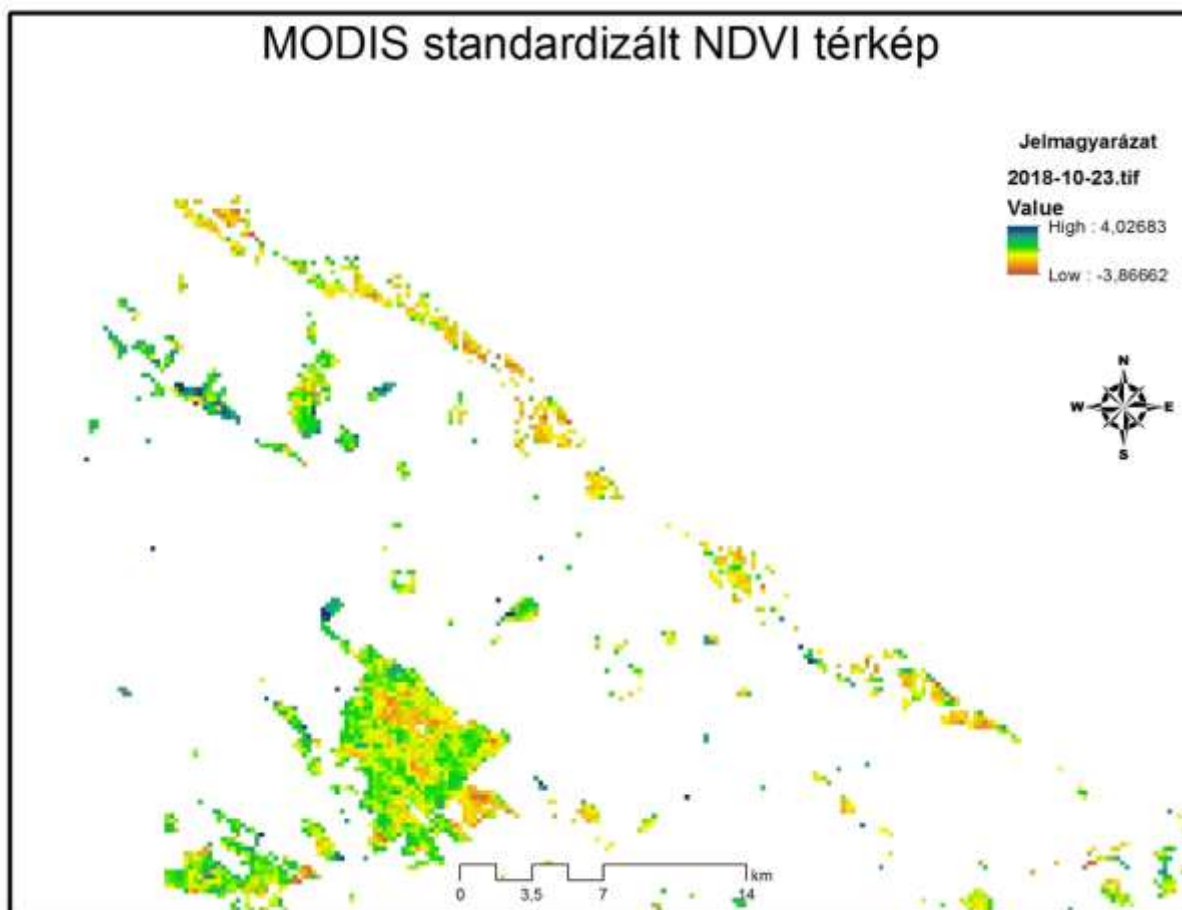 MODIS standardizált NDVI térkép
Jelmagyarázat
2018-10-23.tif
Value
High : 4,02683
Low : -3,86662
N
W E
S
km
0 3,5 7 14